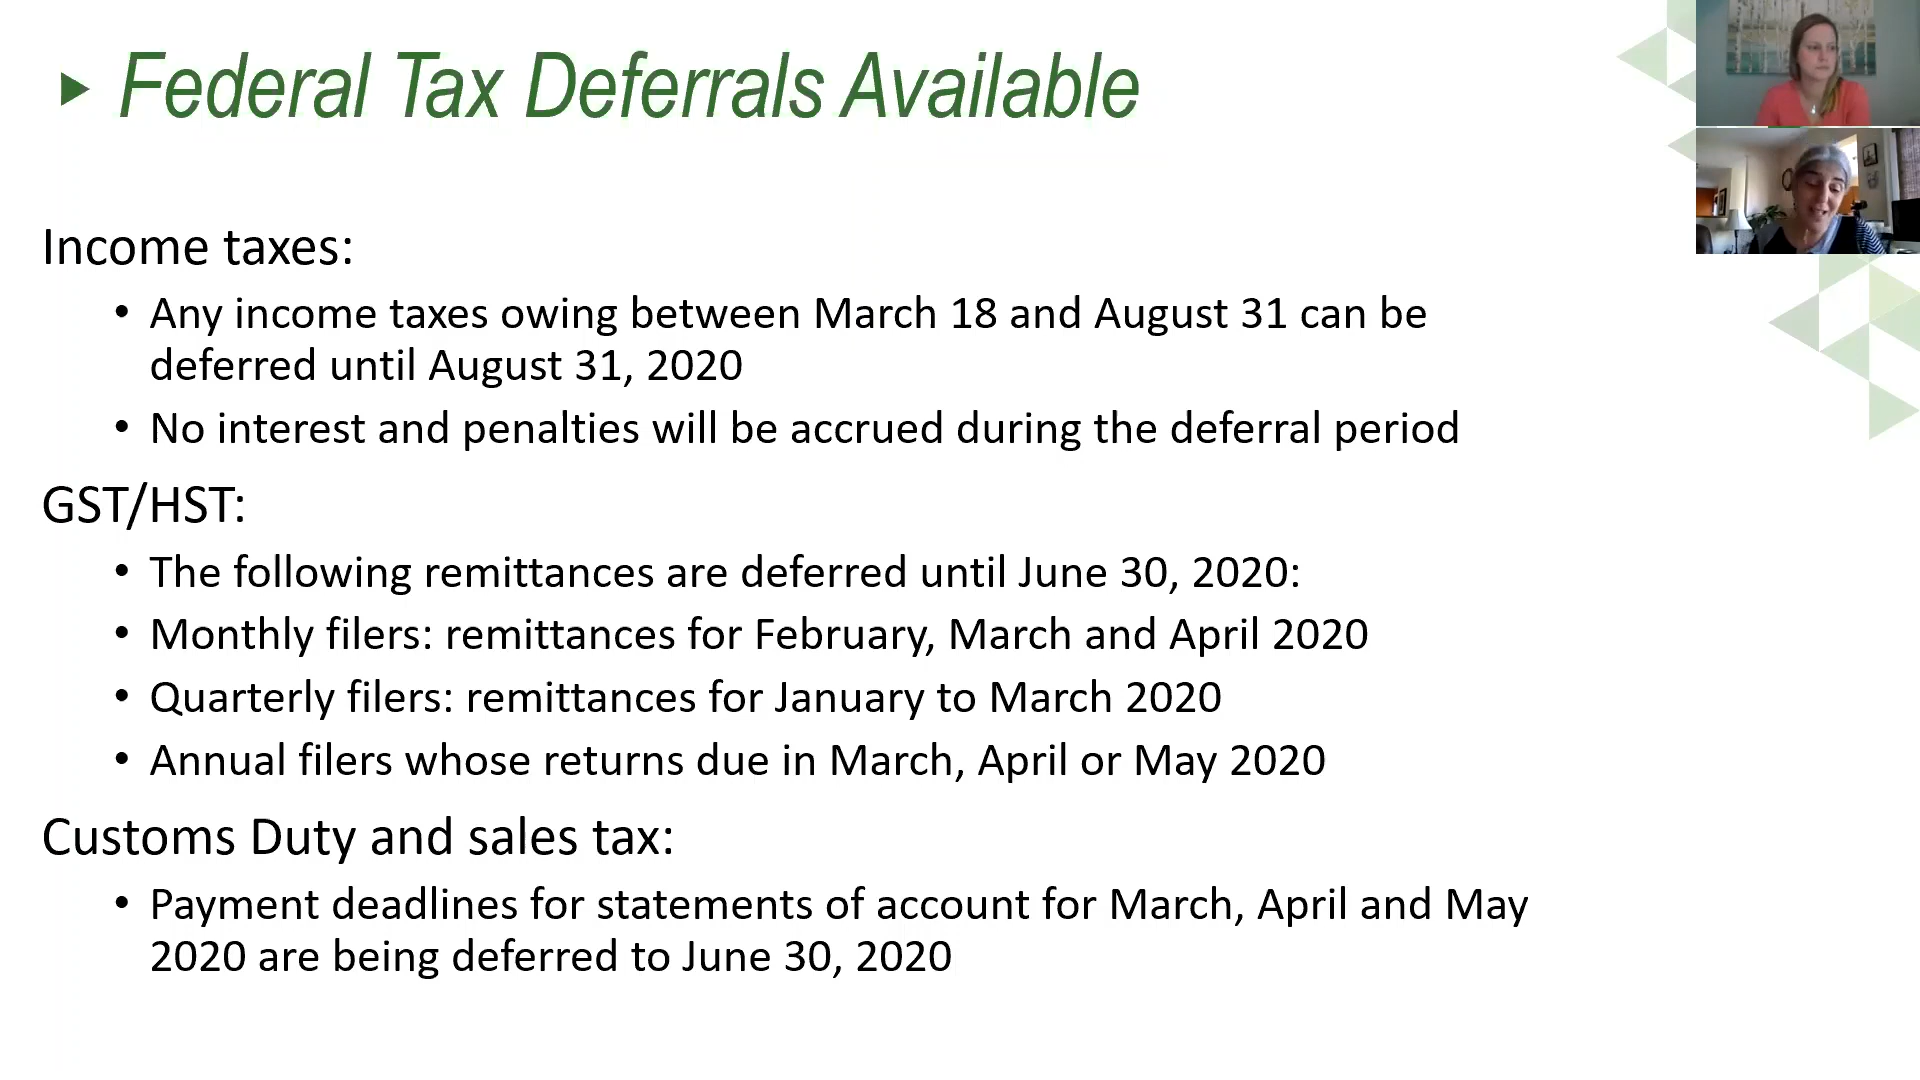 Federal Tax Deferrals Available
Income taxes:
• Any income taxes owing between March 18 and August 31 can be
deferred until August 31, 2020
• No interest and penalties will be accrued during the deferral period
GST/HST:
• The following remittances are deferred until June 30, 2020:
• Monthly filers: remittances for February, March and April 2020
• Quarterly filers: remittances for January to March 2020
• Annual filers whose returns due in March, April or May 2020
Customs Duty and sales tax:
• Payment deadlines for statements of account for March, April and May
2020 are being deferred to June 30, 2020